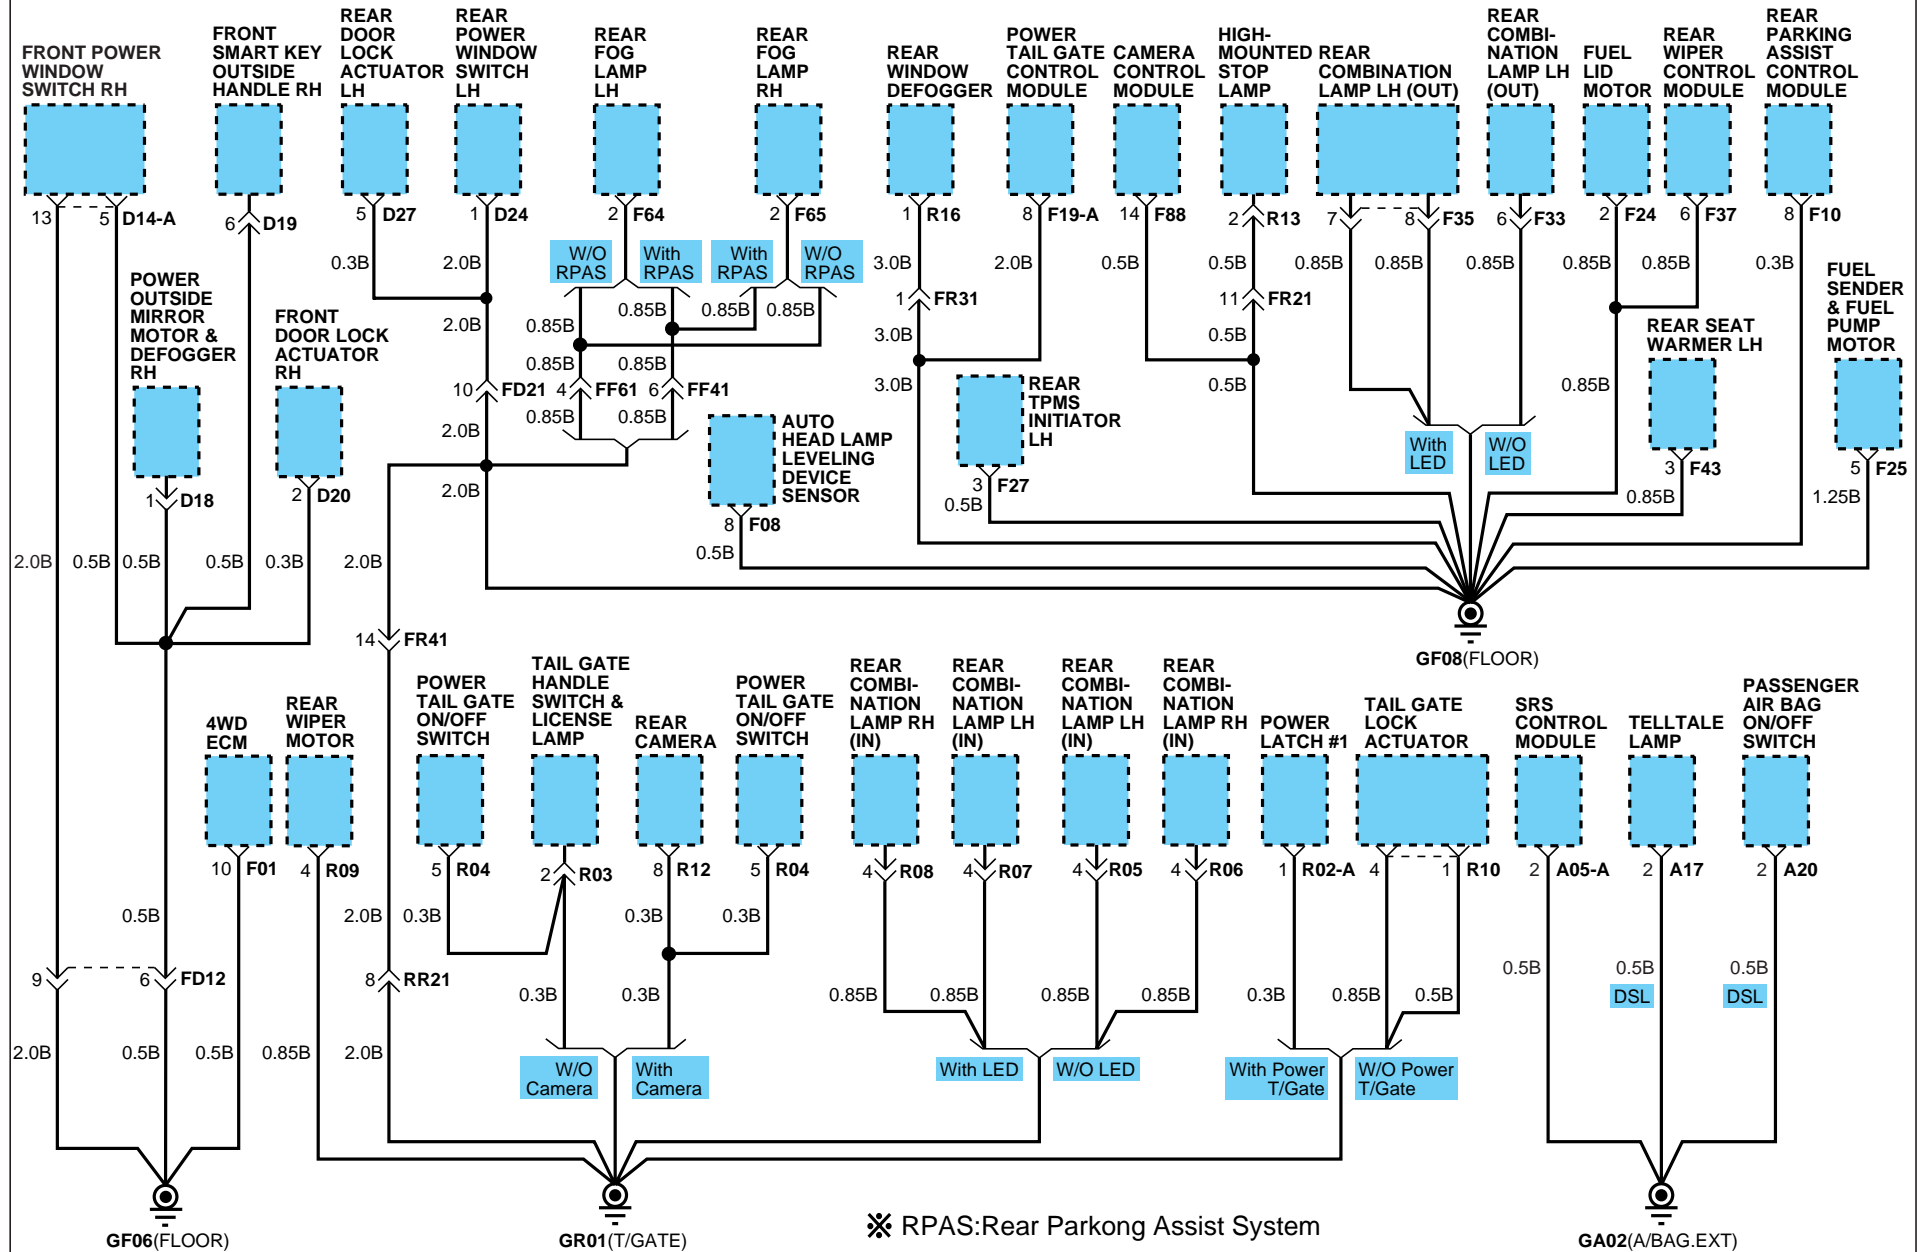 FRONT POWER
WINDOW
SWITCH RH
FRONT
SMART KEY
OUTSIDE
HANDLE RH
REAR
DOOR
LOCK
ACTUATOR
LH
REAR
POWER
WINDOW
SWITCH
LH
REAR
FOG
LAMP
LH
REAR
FOG
LAMP
RH
REAR
WINDOW
DEFOGGER
POWER
TAIL GATE
CONTROL
MODULE
CAMERA
CONTROL
MODULE
HIGH-
MOUNTED
STOP
LAMP
REAR
COMBINATION
LAMP LH (OUT)
REAR
COMBI-
NATION
LAMP LH
(OUT)
FUEL
LID
MOTOR
REAR
WIPER
CONTROL
MODULE
REAR
PARKING
ASSIST
CONTROL
MODULE
13
5 D14-A
6 D19
5 D27
1 D24
2 F64
2 F65
1 R16
8 F19-A
14 F88
2 R13
7
8 F35
6 F33
2 F24
6 F37
8 F10
W/O
RPAS
With
RPAS
With
RPAS
W/O
RPAS
0.3B
2.0B
3.0B
2.0B
0.5B
0.5B
0.85B
0.85B
0.85B
0.85B
0.85B
0.3B
POWER
OUTSIDE
MIRROR
MOTOR &
DEFOGGER
RH
FRONT
DOOR LOCK
ACTUATOR
RH
2.0B
0.85B
0.85B
0.85B
0.85B
1 FR31
11 FR21
3.0B
0.5B
FUEL
SENDER
& FUEL
PUMP
MOTOR
REAR SEAT
WARMER LH
0.85B
0.85B
10 FD21
4 FF61
6 FF41
3.0B
0.5B
0.85B
2.0B
0.85B
0.85B
AUTO
HEAD LAMP
LEVELING
DEVICE
SENSOR
REAR
TPMS
INITIATOR
LH
With
LED
W/O
LED
1 D18
2 D20
2.0B
8 F08
3 F27
0.5B
3 F43
0.85B
5 F25
1.25B
2.0B
0.5B
0.5B
0.5B
0.3B
2.0B
0.5B
14 FR41
GF08(FLOOR)
4WD
ECM
REAR
WIPER
MOTOR
POWER
TAIL GATE
ON/OFF
SWITCH
TAIL GATE
HANDLE
SWITCH &
LICENSE
LAMP
REAR
CAMERA
POWER
TAIL GATE
ON/OFF
SWITCH
REAR
COMBI-
NATION
LAMP RH
(IN)
REAR
COMBI-
NATION
LAMP LH
(IN)
REAR
COMBI-
NATION
LAMP LH
(IN)
REAR
COMBI-
NATION
LAMP RH
(IN)
POWER
LATCH #1
TAIL GATE
LOCK
ACTUATOR
SRS
CONTROL
MODULE
TELLTALE
LAMP
PASSENGER
AIR BAG
ON/OFF
SWITCH
10 F01
4 R09
5 R04
2 R03
8 R12
5 R04
4 R08
4 R07
4 R05
4 R06
1 R02-A
4
1 R10
2 A05-A
2 A17
2 A20
0.5B
2.0B
0.3B
0.3B
0.3B
9
6 FD12
8 RR21
0.3B
0.3B
0.85B
0.85B
0.85B
0.85B
0.3B
0.85B
0.5B
0.5B
0.5B
DSL
0.5B
DSL
2.0B
0.5B
0.5B
0.85B
2.0B
W/O
Camera
With
Camera
With LED
W/O LED
With Power
T/Gate
W/O Power
T/Gate
GF06(FLOOR)
GR01(T/GATE)
※ RPAS:Rear Parkong Assist System
GA02(A/BAG.EXT)